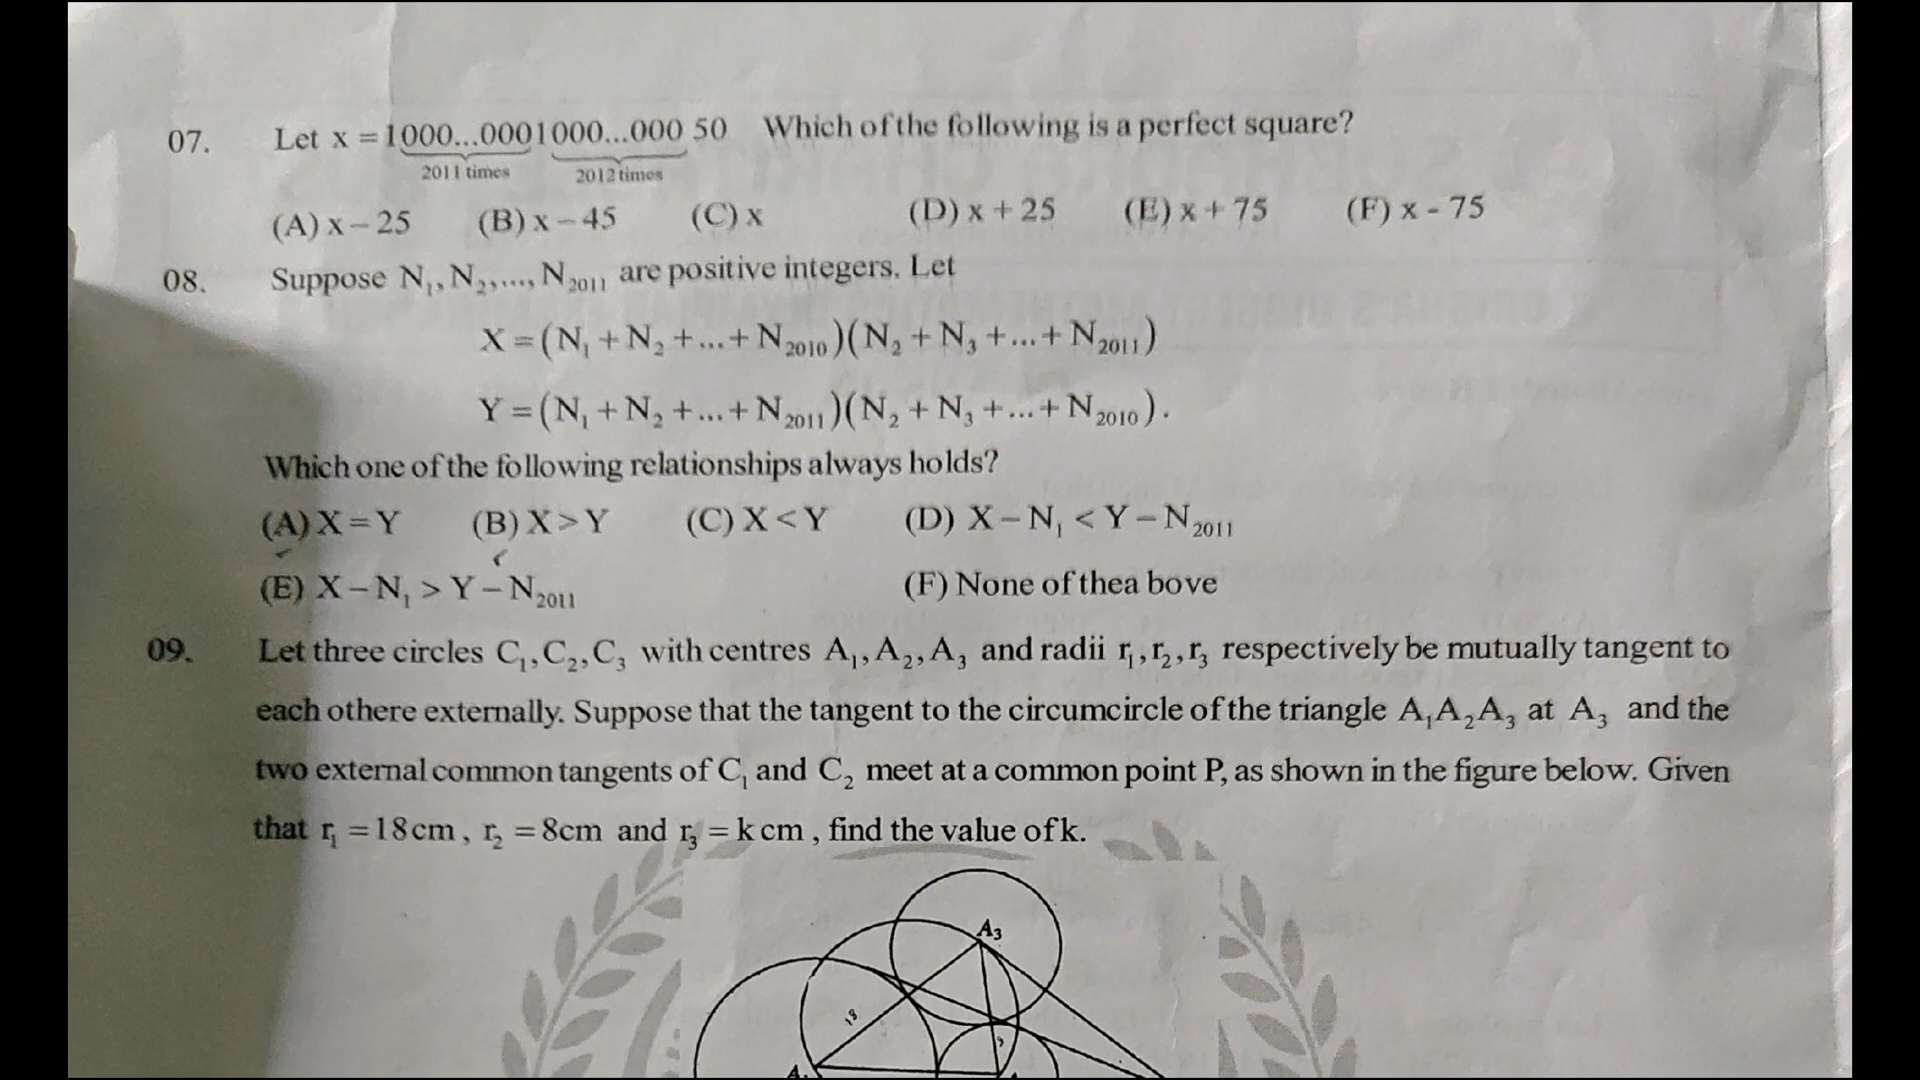 07. Let x = 1000...0001000...000 50 Which of the following is a perfect square?
2011 times 2012 times
(A) x – 25 (B) x – 45 (C) x (D) x + 25 (E) x + 75 (F) x - 75
08. Suppose N₁, N₂,..., N₂₀₁₁ are positive integers. Let
X = (N₁ + N₂ + ... + N₂₀₁₀)(N₂ + N₃ + ... + N₂₀₁₁)
Y = (N₁ + N₂ + ... + N₂₀₁₁)(N₂ + N₃ + ... + N₂₀₁₀).
Which one of the following relationships always holds?
(A) X = Y (B) X > Y (C) X < Y (D) X – N₁ < Y – N₂₀₁₁
(E) X – N₁ > Y – N₂₀₁₁ (F) None of thea bove
09. Let three circles C₁, C₂, C₃ with centres A₁, A₂, A₃ and radii r₁, r₂, r₃ respectively be mutually tangent to
each othere externally. Suppose that the tangent to the circumcircle of the triangle A₁A₂A₃ at A₃ and the
two external common tangents of C₁ and C₂ meet at a common point P, as shown in the figure below. Given
that r₁ = 18cm, r₂ = 8cm and r₃ = k cm, find the value of k.
A₃
18